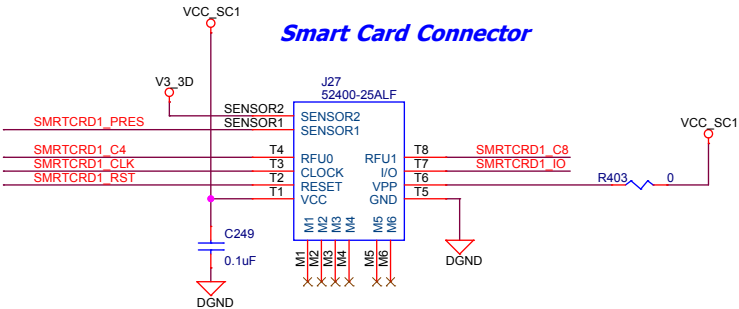 VCC_SC1
Smart Card Connector
V3_3D
J27
52400-25ALF
SENSOR2
SENSOR2
SMRTCRD1_PRES
SENSOR1
SENSOR1
VCC_SC1
SMRTCRD1_C4
T4
RFU0
RFU1
T8
SMRTCRD1_C8
SMRTCRD1_CLK
T3
CLOCK
I/O
T7
SMRTCRD1_IO
SMRTCRD1_RST
T2
RESET
VPP
T6
R403
0
T1
VCC
GND
T5
M1
M2
M3
M4
M5
M6
M1
M2
M3
M4
M5
M6
C249
0.1uF
DGND
DGND